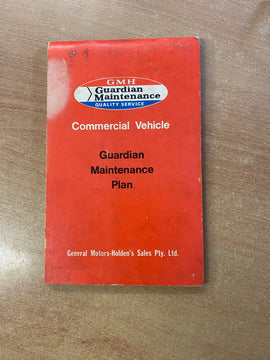 GMH
Guardian
Maintenance
QUALITY SERVICE
Commercial Vehicle
Guardian
Maintenance
Plan.
General Motors-Holden's Sales Pty. Ltd.